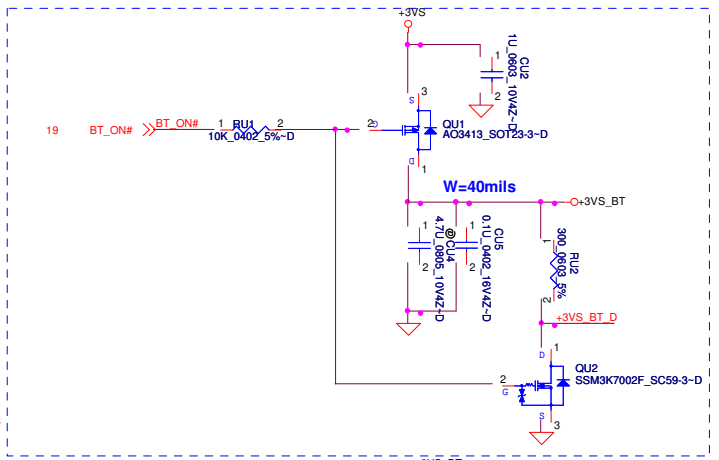 +3VS
1
2
CU2
1U_0603_10V4Z~D
3
S
19
BT_ON#
BT_ON#
1
RU1
2
10K_0402_5%~D
2
QU1
AO3413_SOT23-3~D
1
W=40mils
+3VS_BT
1
2
@CU4
4.7U_0805_10V4Z~D
1
2
CU5
0.1U_0402_16V4Z~D
1
2
RU2
300_0603_5%
+3VS_BT_D
1
D
2
G
QU2
SSM3K7002F_SC59-3~D
S
3